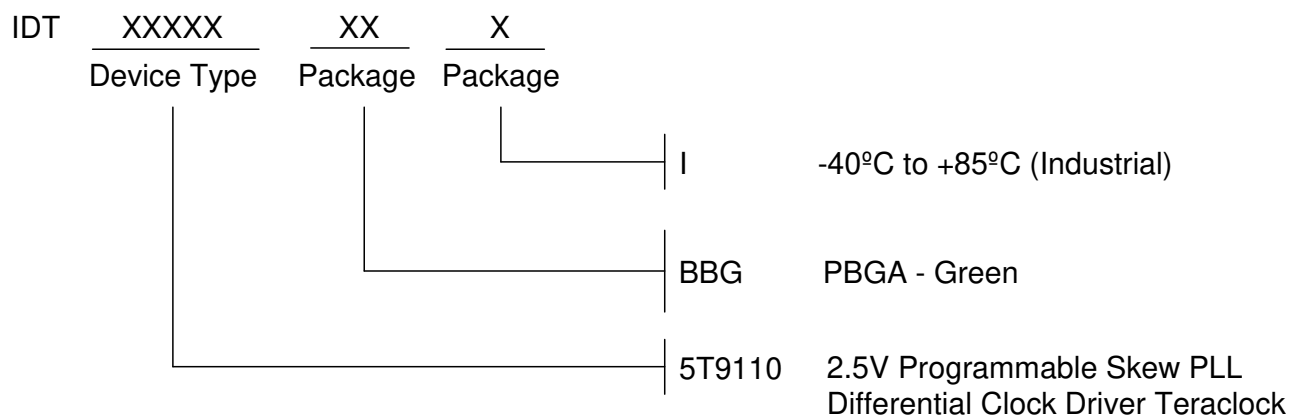 IDT XXXXX XX X
Device Type Package Package
I -40ºC to +85ºC (Industrial)
BBG PBGA - Green
5T9110 2.5V Programmable Skew PLL
Differential Clock Driver Teraclock